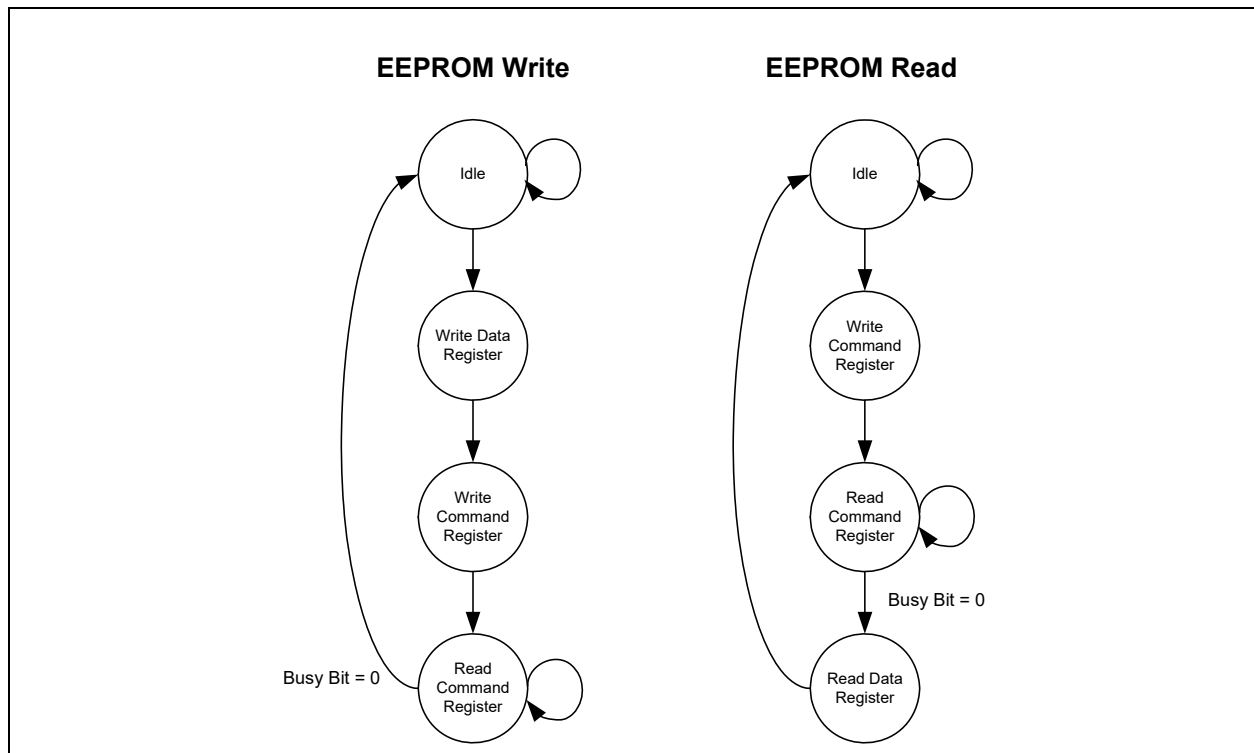 EEPROM Write
Idle
Write Data
Register
Write
Command
Register
Read
Command
Register
Busy Bit = 0
EEPROM Read
Idle
Write
Command
Register
Read
Command
Register
Busy Bit = 0
Read Data
Register